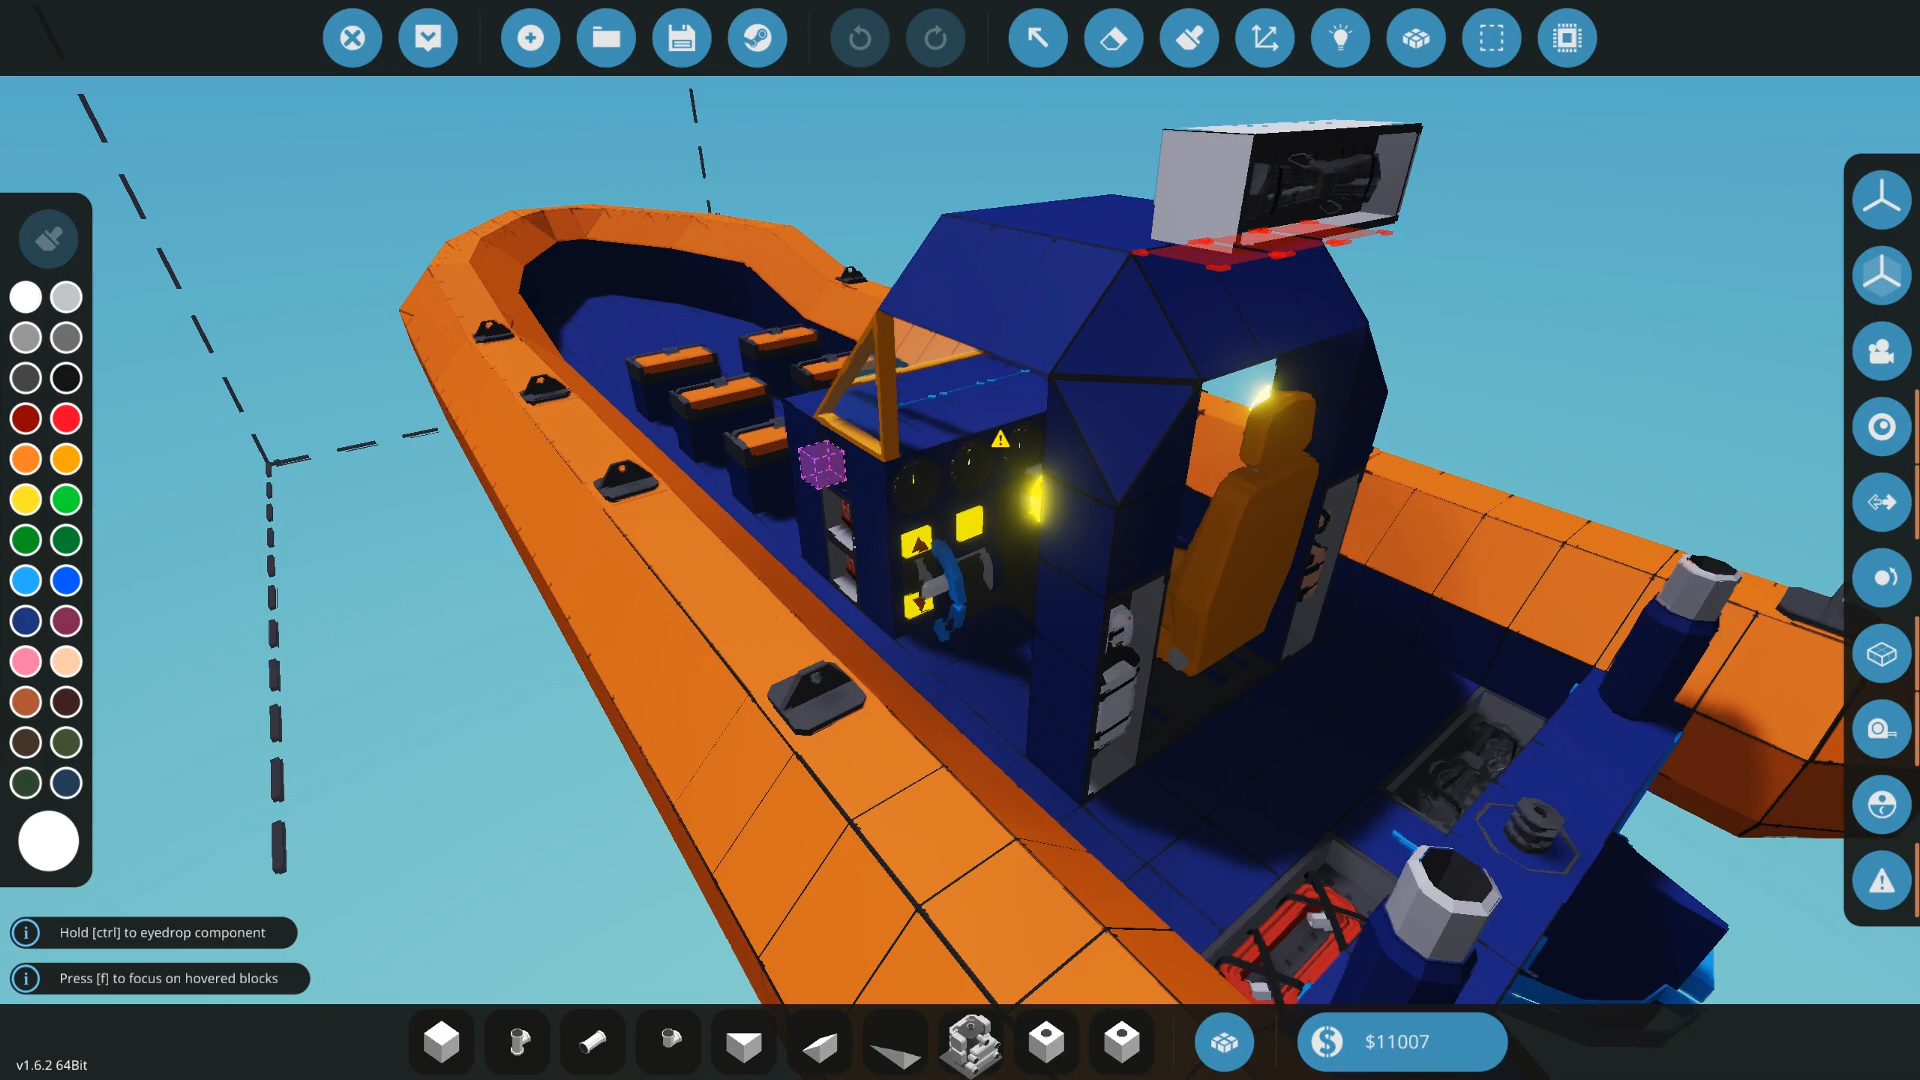 Hold [ctrl] to eyedrop component
Press [f] to focus on hovered blocks
v1.6.2 64Bit
$11007